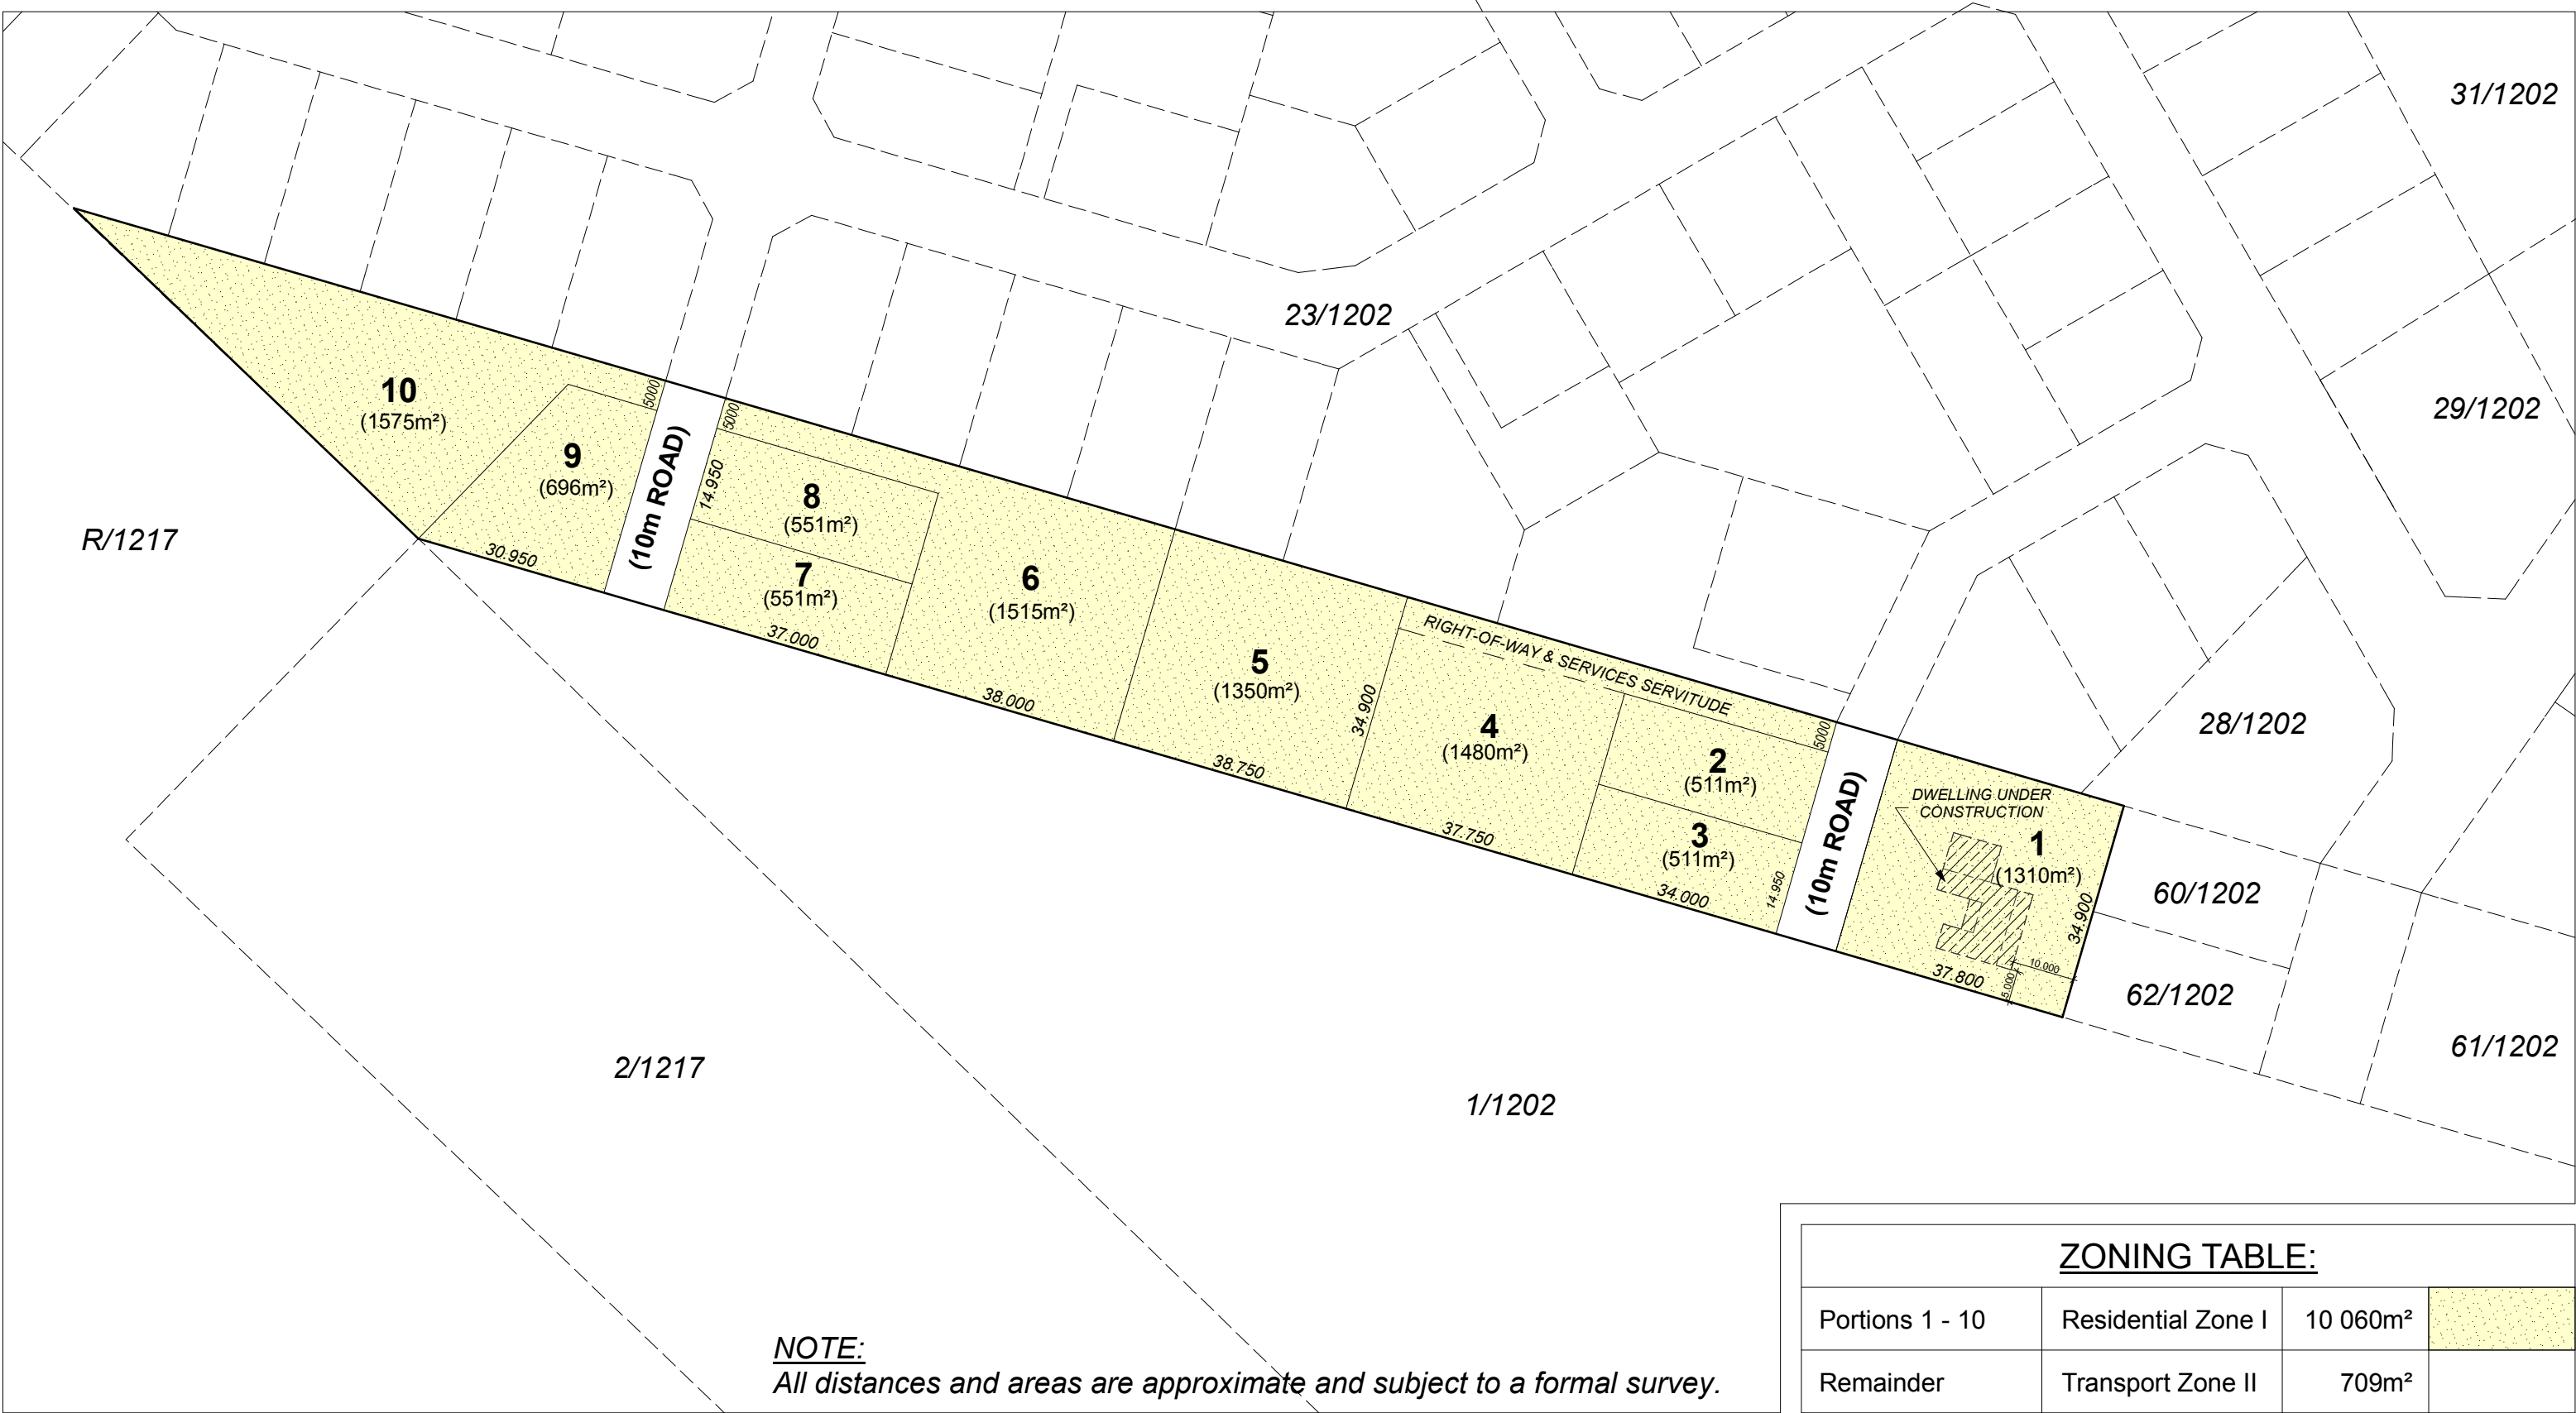 31/1202
23/1202
29/1202
10
(1575m²)
5000
9
(696m²)
30.950
(10m ROAD)
5000
14.950
8
(551m²)
7
(551m²)
37.000
6
(1515m²)
38.000
5
(1350m²)
38.750
34.900
RIGHT-OF-WAY & SERVICES SERVITUDE
4
(1480m²)
37.750
2
(511m²)
5000
3
(511m²)
34.000
14.950
(10m ROAD)
DWELLING UNDER
CONSTRUCTION
1
(1310m²)
34.900
10.000
5.000
37.800
R/1217
28/1202
60/1202
62/1202
61/1202
2/1217
1/1202
NOTE:
All distances and areas are approximate and subject to a formal survey.
ZONING TABLE:
Portions 1 - 10 Residential Zone I 10 060m²
Remainder Transport Zone II 709m²